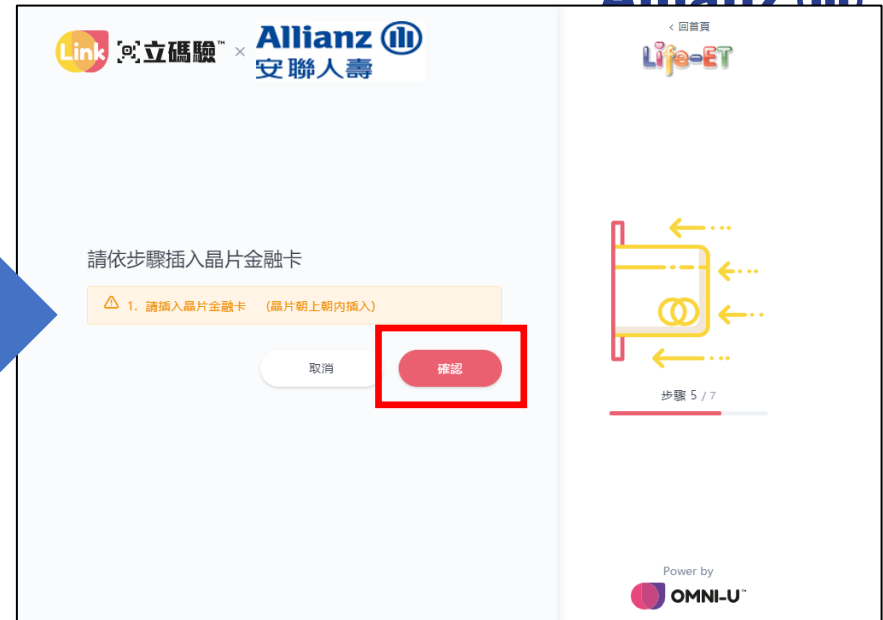 Allianz
Link 立碼驗™ × Allianz
安聯人壽
< 回首頁
Life-ET
請依步驟插入晶片金融卡
1. 請插入晶片金融卡 (晶片朝上朝內插入)
取消
確認
步驟 5 / 7
Power by
OMNI-U™